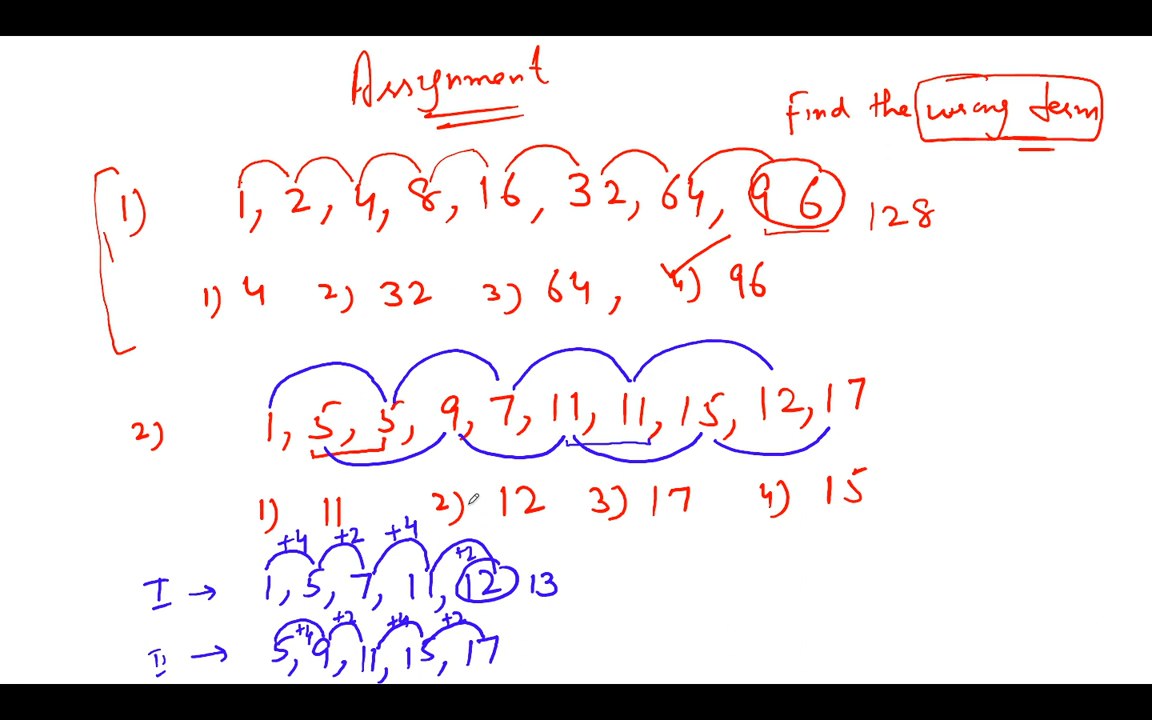 Assignment
Find the wrong term
1) 1, 2, 4, 8, 16, 32, 64, 96 128
1) 4 2) 32 3) 64, 4) 96
2) 1, 5, 5, 9, 7, 11, 11, 15, 12, 17
1) 11 2) 12 3) 17 4) 15
+4 +2 +4 +2
I → 1, 5, 7, 11, 12 13
+4 +2 +4 +2
II → 5, 9, 11, 15, 17